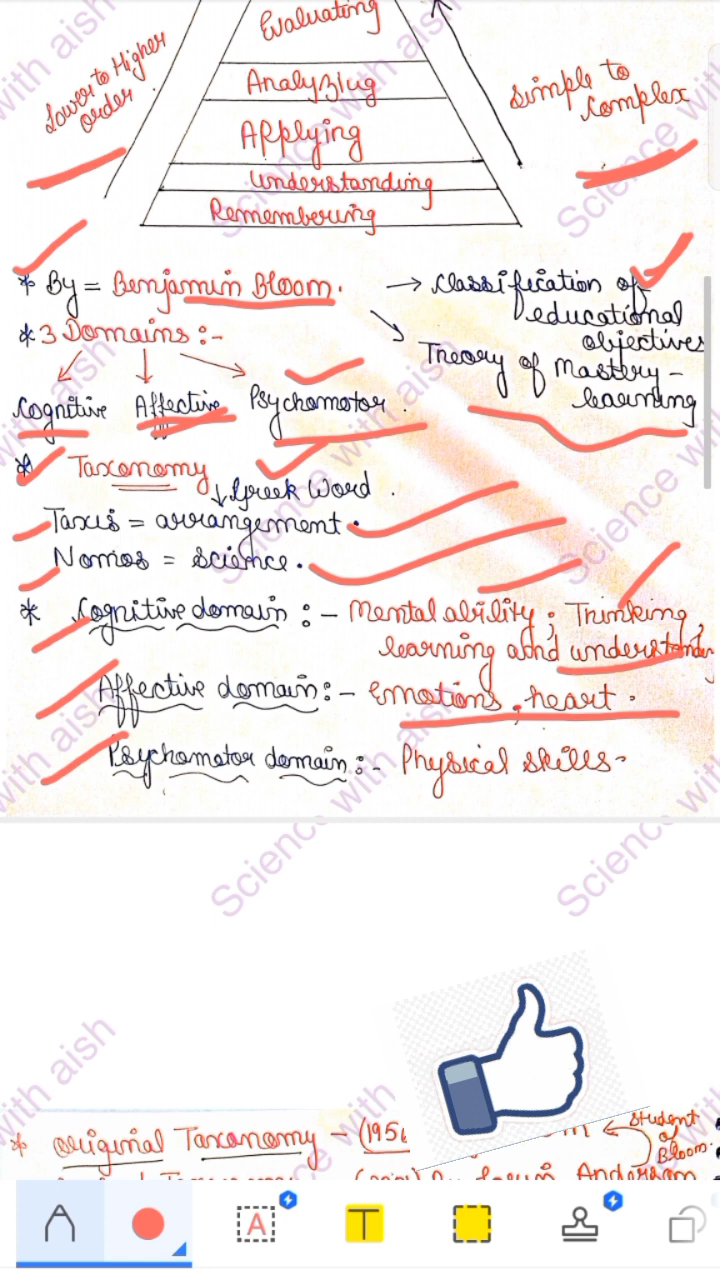 Evaluating
Lower to Higher
order
Analyzing
Simple to
Complex
Applying
Understanding
Remembering
* By = Benjamin Bloom.
→ Classification of
educational
objectives
* 3 Domains :-
Theory of Mastery-
learning
Cognitive Affective Psychomotor.
* Taxonomy
↓ Greek Word.
Taxis = arrangement.
Nomos = Science.
* Cognitive domain :- Mental ability; Thinking,
learning and
Affective domain :- emotions, heart.
Psychomotor domain :- Physical skills-
Science with aish
* Original Taxonomy - (195
student
of
Bloom.
Anderson
A
T